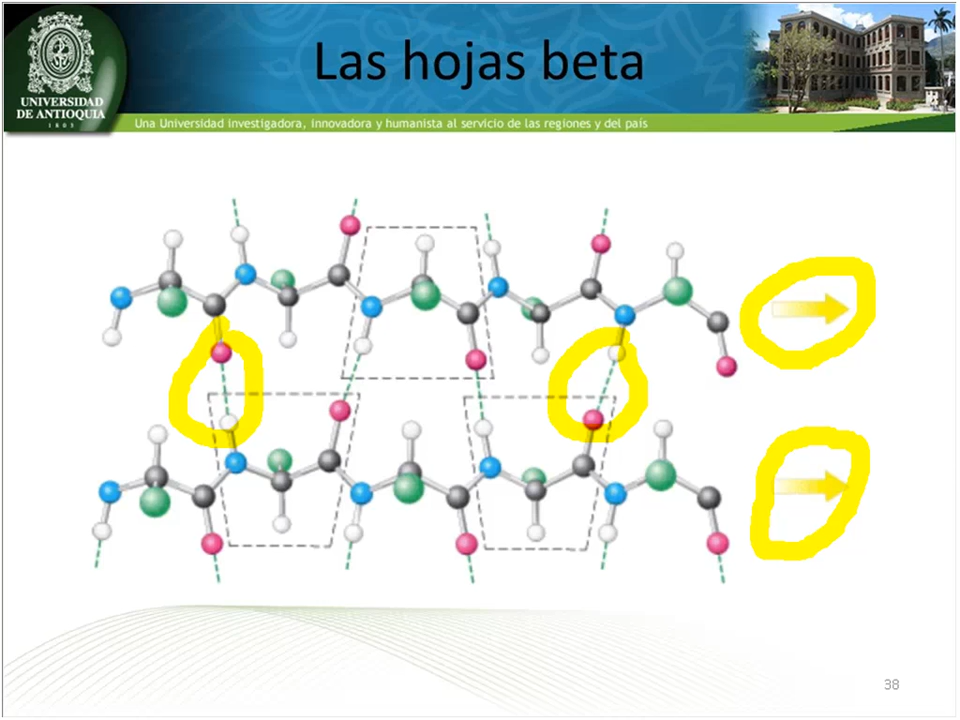 Las hojas beta
UNIVERSIDAD
DE ANTIOQUIA
1803
Una Universidad investigadora, innovadora y humanista al servicio de las regiones y del país
38